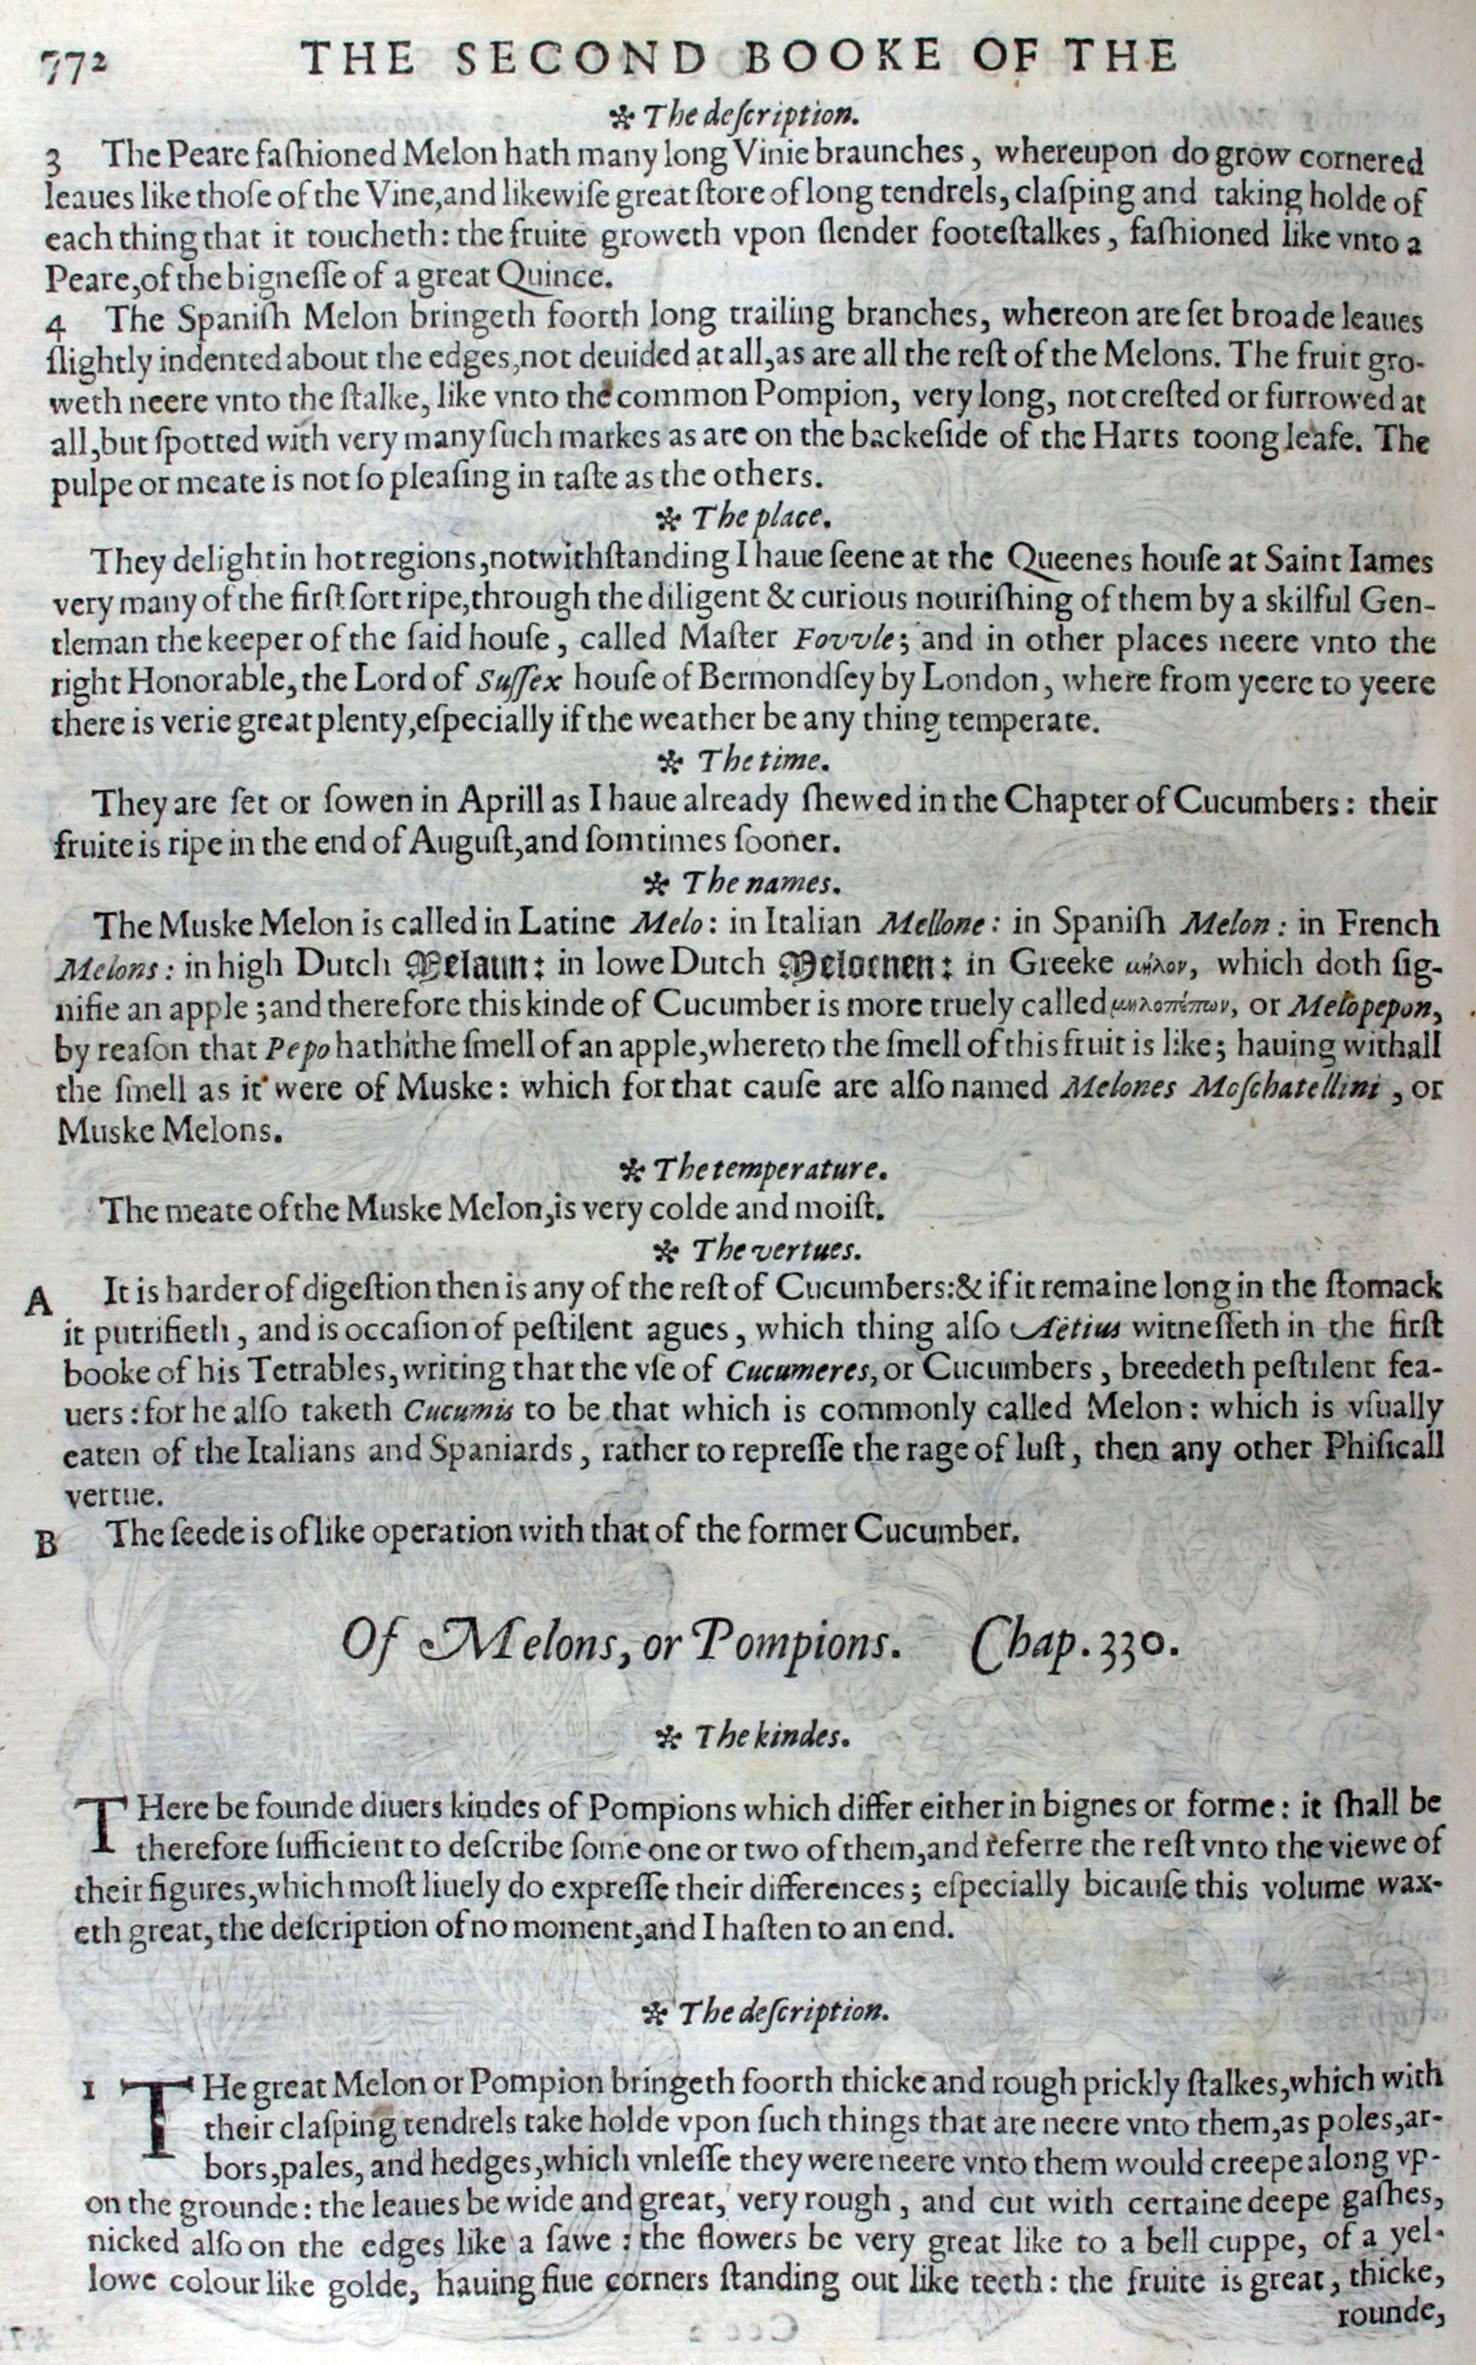 772 THE SECOND BOOKE OF THE
✲ The deſcription.
3 The Peare faſhioned Melon hath many long Vinie braunches, whereupon do grow cornered
leaues like thoſe of the Vine, and likewiſe great ſtore of long tendrels, claſping and taking holde of
each thing that it toucheth: the fruite groweth vpon ſlender footeſtalkes, faſhioned like vnto a
Peare, of the bigneſſe of a great Quince.
4 The Spaniſh Melon bringeth foorth long trailing branches, whereon are ſet broade leaues
ſlightly indented about the edges, not deuided at all, as are all the reſt of the Melons. The fruit gro-
weth neere vnto the ſtalke, like vnto the common Pompion, very long, not creſted or furrowed at
all, but ſpotted with very many ſuch markes as are on the backeſide of the Harts toong leafe. The
pulpe or meate is not ſo pleaſing in taſte as the others.
✲ The place.
They delight in hot regions, notwithſtanding I haue ſeene at the Queenes houſe at Saint Iames
very many of the firſt ſort ripe, through the diligent & curious nouriſhing of them by a skilful Gen-
tleman the keeper of the ſaid houſe, called Maſter Fovvle; and in other places neere vnto the
right Honorable, the Lord of Suſſex houſe of Bermondſey by London, where from yeere to yeere
there is verie great plenty, eſpecially if the weather be any thing temperate.
✲ The time.
They are ſet or ſowen in Aprill as I haue already ſhewed in the Chapter of Cucumbers: their
fruite is ripe in the end of Auguſt, and ſomtimes ſooner.
✲ The names.
The Muske Melon is called in Latine Melo: in Italian Mellone: in Spaniſh Melon: in French
Melons: in high Dutch Melaun: in lowe Dutch Meloenen: in Greeke μήλον, which doth ſig-
nifie an apple; and therefore this kinde of Cucumber is more truely called μηλοπέπων, or Melopepon,
by reaſon that Pepo hath the ſmell of an apple, whereto the ſmell of this fruit is like; hauing withall
the ſmell as it were of Muske: which for that cauſe are alſo named Melones Moſchatellini, or
Muske Melons.
✲ The temperature.
The meate of the Muske Melon, is very colde and moiſt.
✲ The vertues.
A It is harder of digeſtion then is any of the reſt of Cucumbers: & if it remaine long in the ſtomack
it putrifieth, and is occaſion of peſtilent agues, which thing alſo Aëtius witneſſeth in the firſt
booke of his Tetrables, writing that the vſe of Cucumeres, or Cucumbers, breedeth peſtilent fea-
uers: for he alſo taketh Cucumis to be that which is commonly called Melon: which is vſually
eaten of the Italians and Spaniards, rather to repreſſe the rage of luſt, then any other Phiſicall
vertue.
B The ſeede is of like operation with that of the former Cucumber.
Of Melons, or Pompions. Chap. 330.
✲ The kindes.
THere be founde diuers kindes of Pompions which differ either in bignes or forme: it ſhall be
therefore ſufficient to deſcribe ſome one or two of them, and referre the reſt vnto the viewe of
their figures, which moſt liuely do expreſſe their differences; eſpecially bicauſe this volume wax-
eth great, the deſcription of no moment, and I haſten to an end.
✲ The deſcription.
1 THe great Melon or Pompion bringeth foorth thicke and rough prickly ſtalkes, which with
their claſping tendrels take holde vpon ſuch things that are neere vnto them, as poles, ar-
bors, pales, and hedges, which vnleſſe they were neere vnto them would creepe along vp-
on the grounde: the leaues be wide and great, very rough, and cut with certaine deepe gaſhes,
nicked alſo on the edges like a ſawe: the flowers be very great like to a bell cuppe, of a yel-
lowe colour like golde, hauing fiue corners ſtanding out like teeth: the fruite is great, thicke,
rounde,